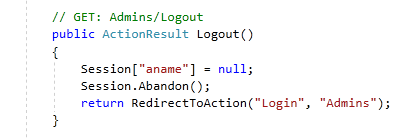 // GET: Admins/Logout
public ActionResult Logout()
{
Session["aname"] = null;
Session.Abandon();
return RedirectToAction("Login", "Admins");
}